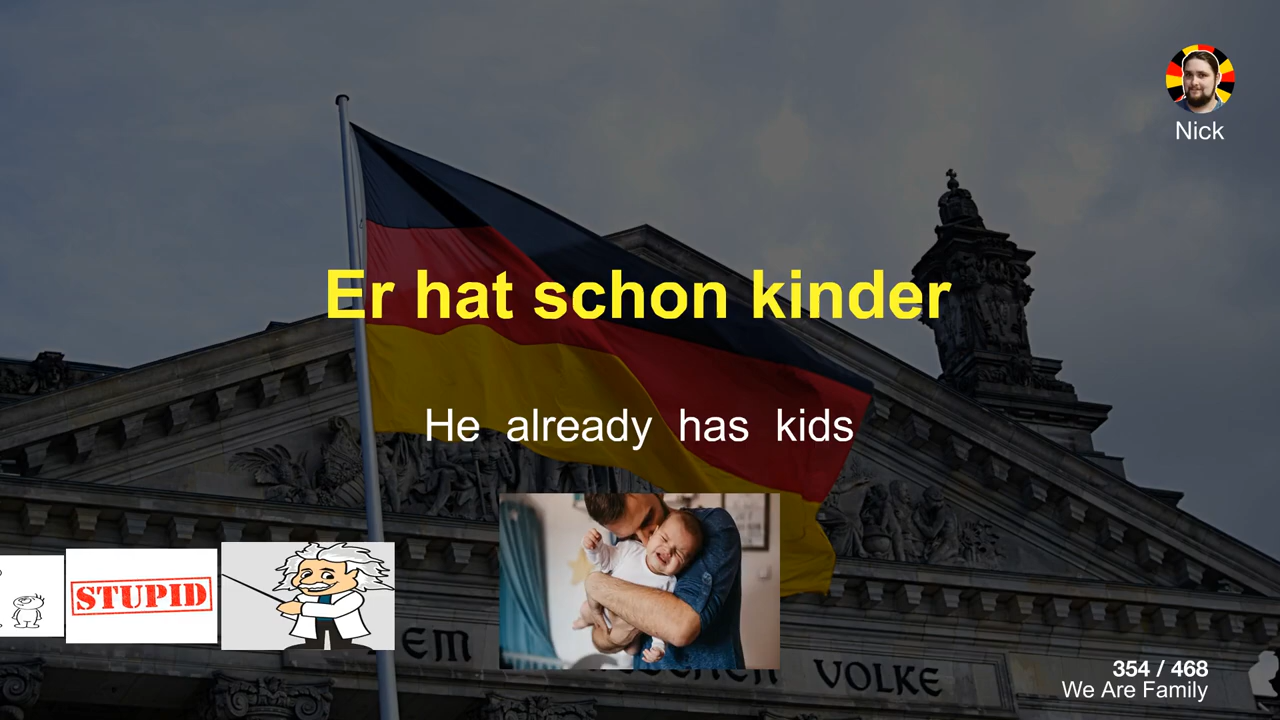 Nick
Er hat schon kinder
He already has kids
STUPID
EM
VOLKE
354 / 468
We Are Family